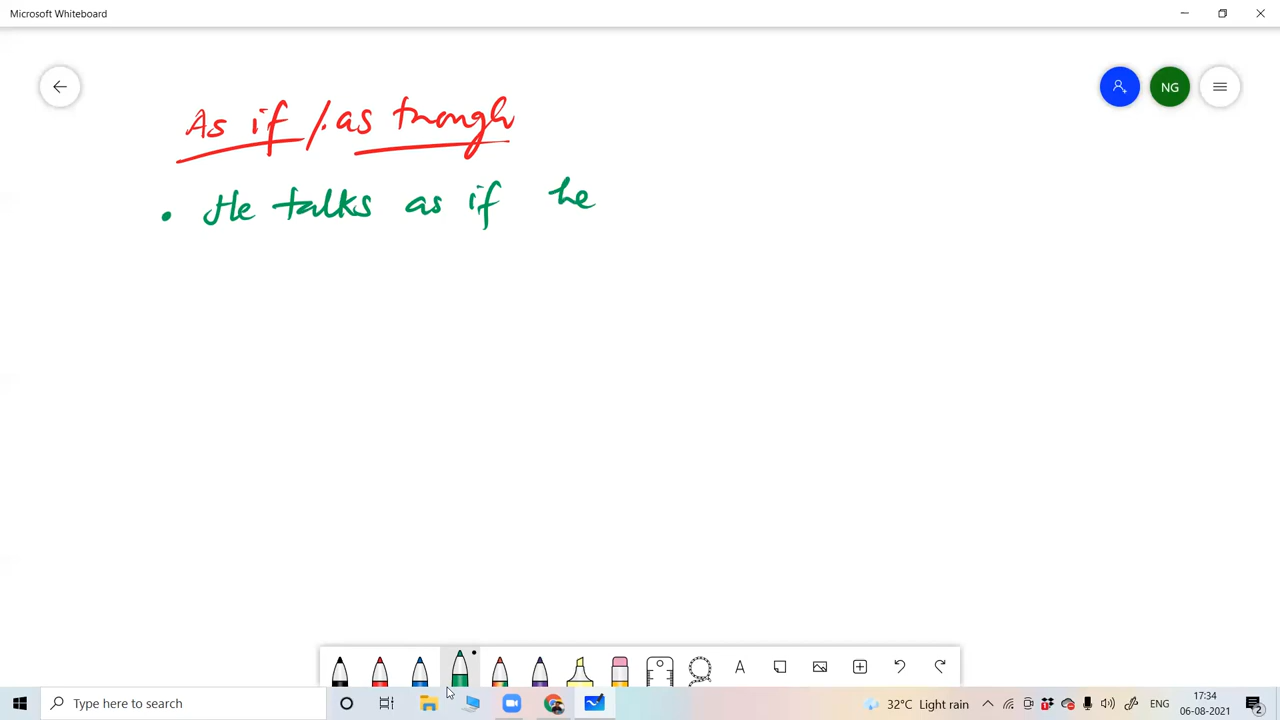 Microsoft Whiteboard
NG
As if / as though
• He talks as if he
A
Type here to search
32°C Light rain
ENG
17:34
06-08-2021
2